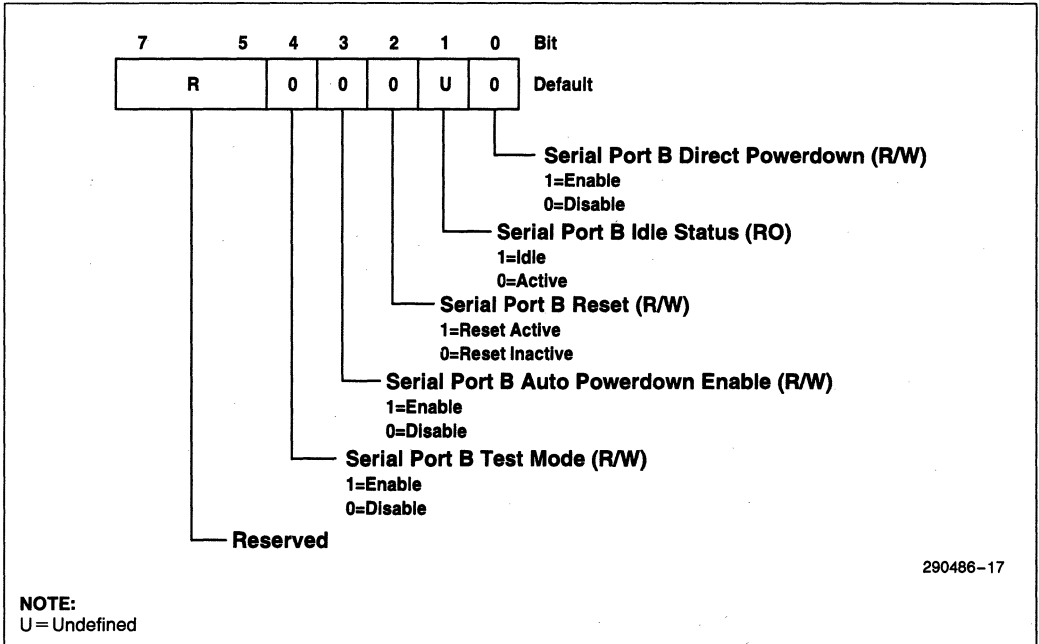 7 5 4 3 2 1 0 Bit
R 0 0 0 U 0 Default
Serial Port B Direct Powerdown (R/W)
1=Enable
0=Disable
Serial Port B Idle Status (RO)
1=Idle
0=Active
Serial Port B Reset (R/W)
1=Reset Active
0=Reset Inactive
Serial Port B Auto Powerdown Enable (R/W)
1=Enable
0=Disable
Serial Port B Test Mode (R/W)
1=Enable
0=Disable
Reserved
290486–17
NOTE:
U = Undefined